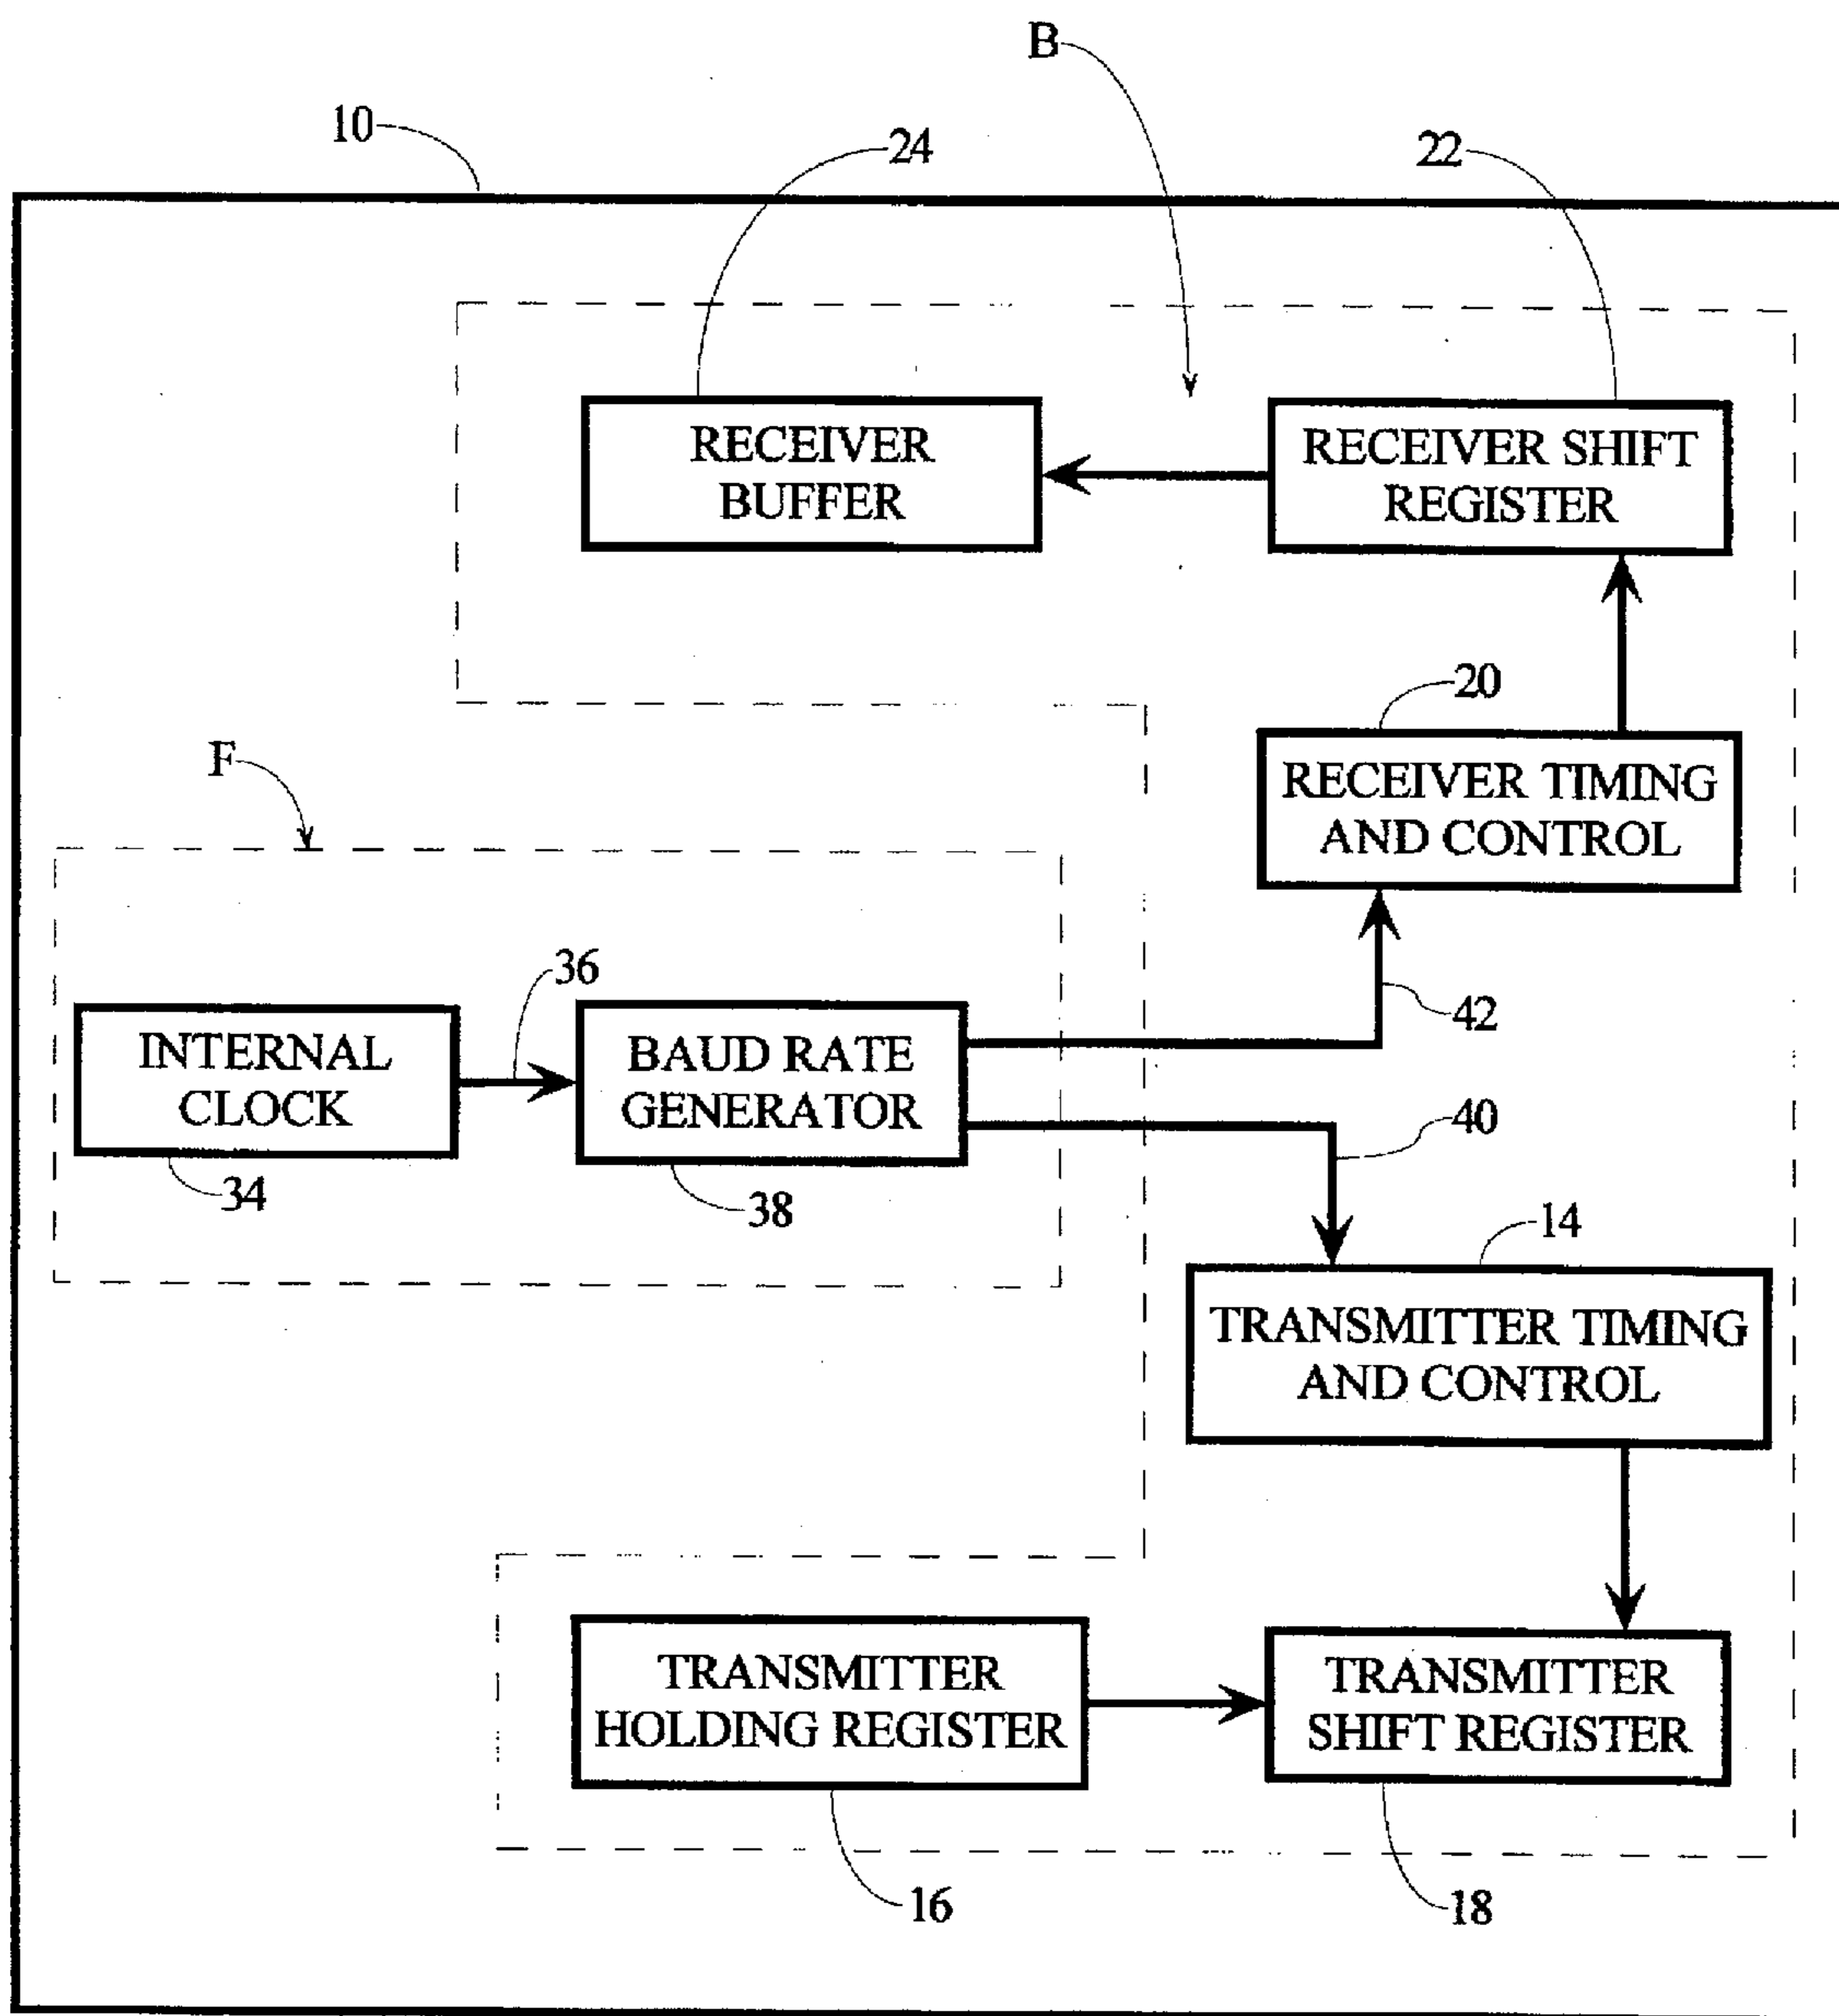 B
10
24
22
RECEIVER
BUFFER
RECEIVER SHIFT
REGISTER
20
F
RECEIVER TIMING
AND CONTROL
36
42
INTERNAL
CLOCK
BAUD RATE
GENERATOR
40
34
38
14
TRANSMITTER TIMING
AND CONTROL
TRANSMITTER
HOLDING REGISTER
TRANSMITTER
SHIFT REGISTER
16
18